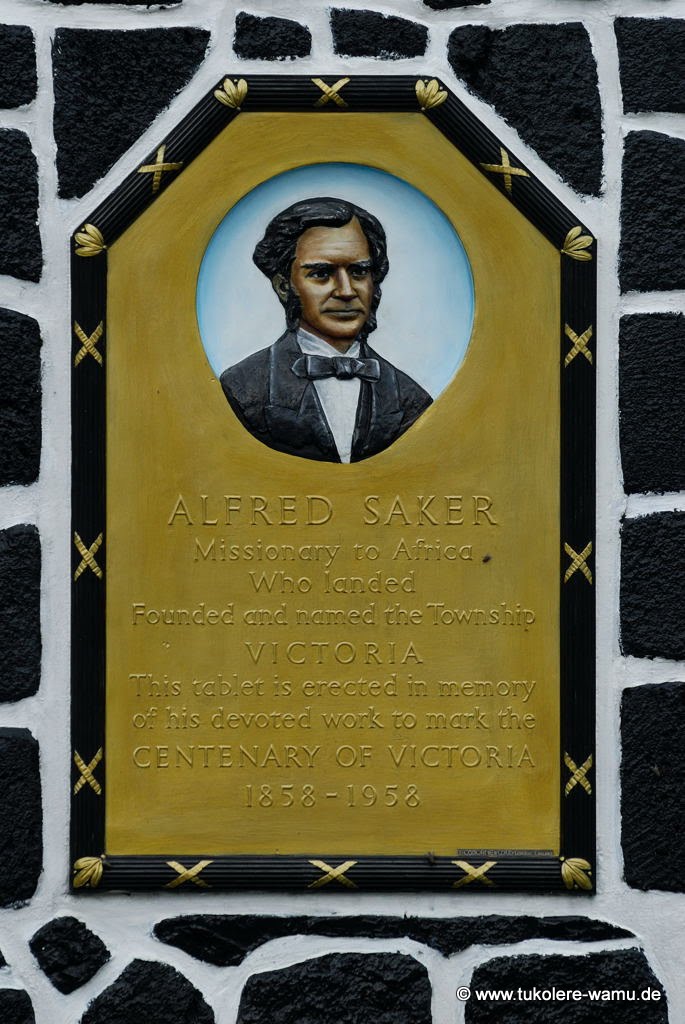 ALFRED SAKER
Missionary to Africa
Who landed
Founded and named the Township
VICTORIA
This tablet is erected in memory
of his devoted work to mark the
CENTENARY OF VICTORIA
1858-1958
© www.tukolere-wamu.de